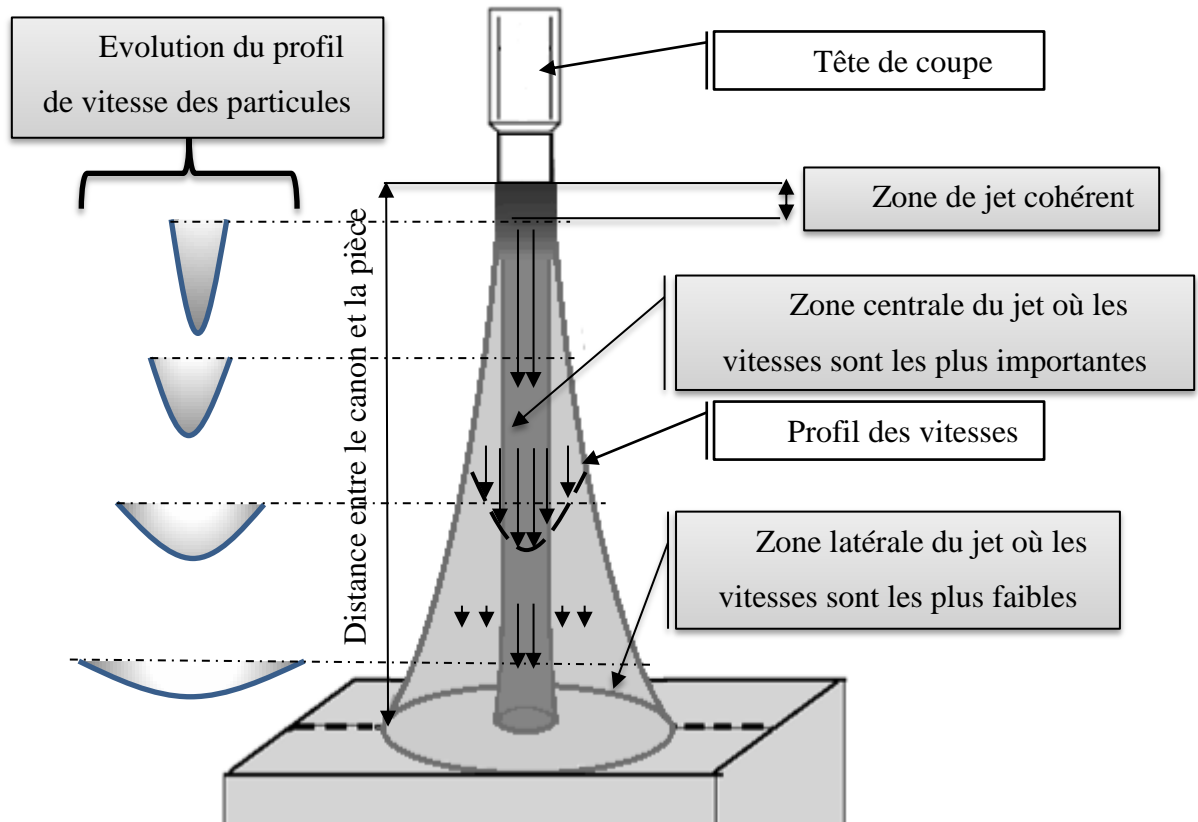 Evolution du profil
de vitesse des particules
Tête de coupe
Zone de jet cohérent
Distance entre le canon et la pièce
Zone centrale du jet où les
vitesses sont les plus importantes
Profil des vitesses
Zone latérale du jet où les
vitesses sont les plus faibles